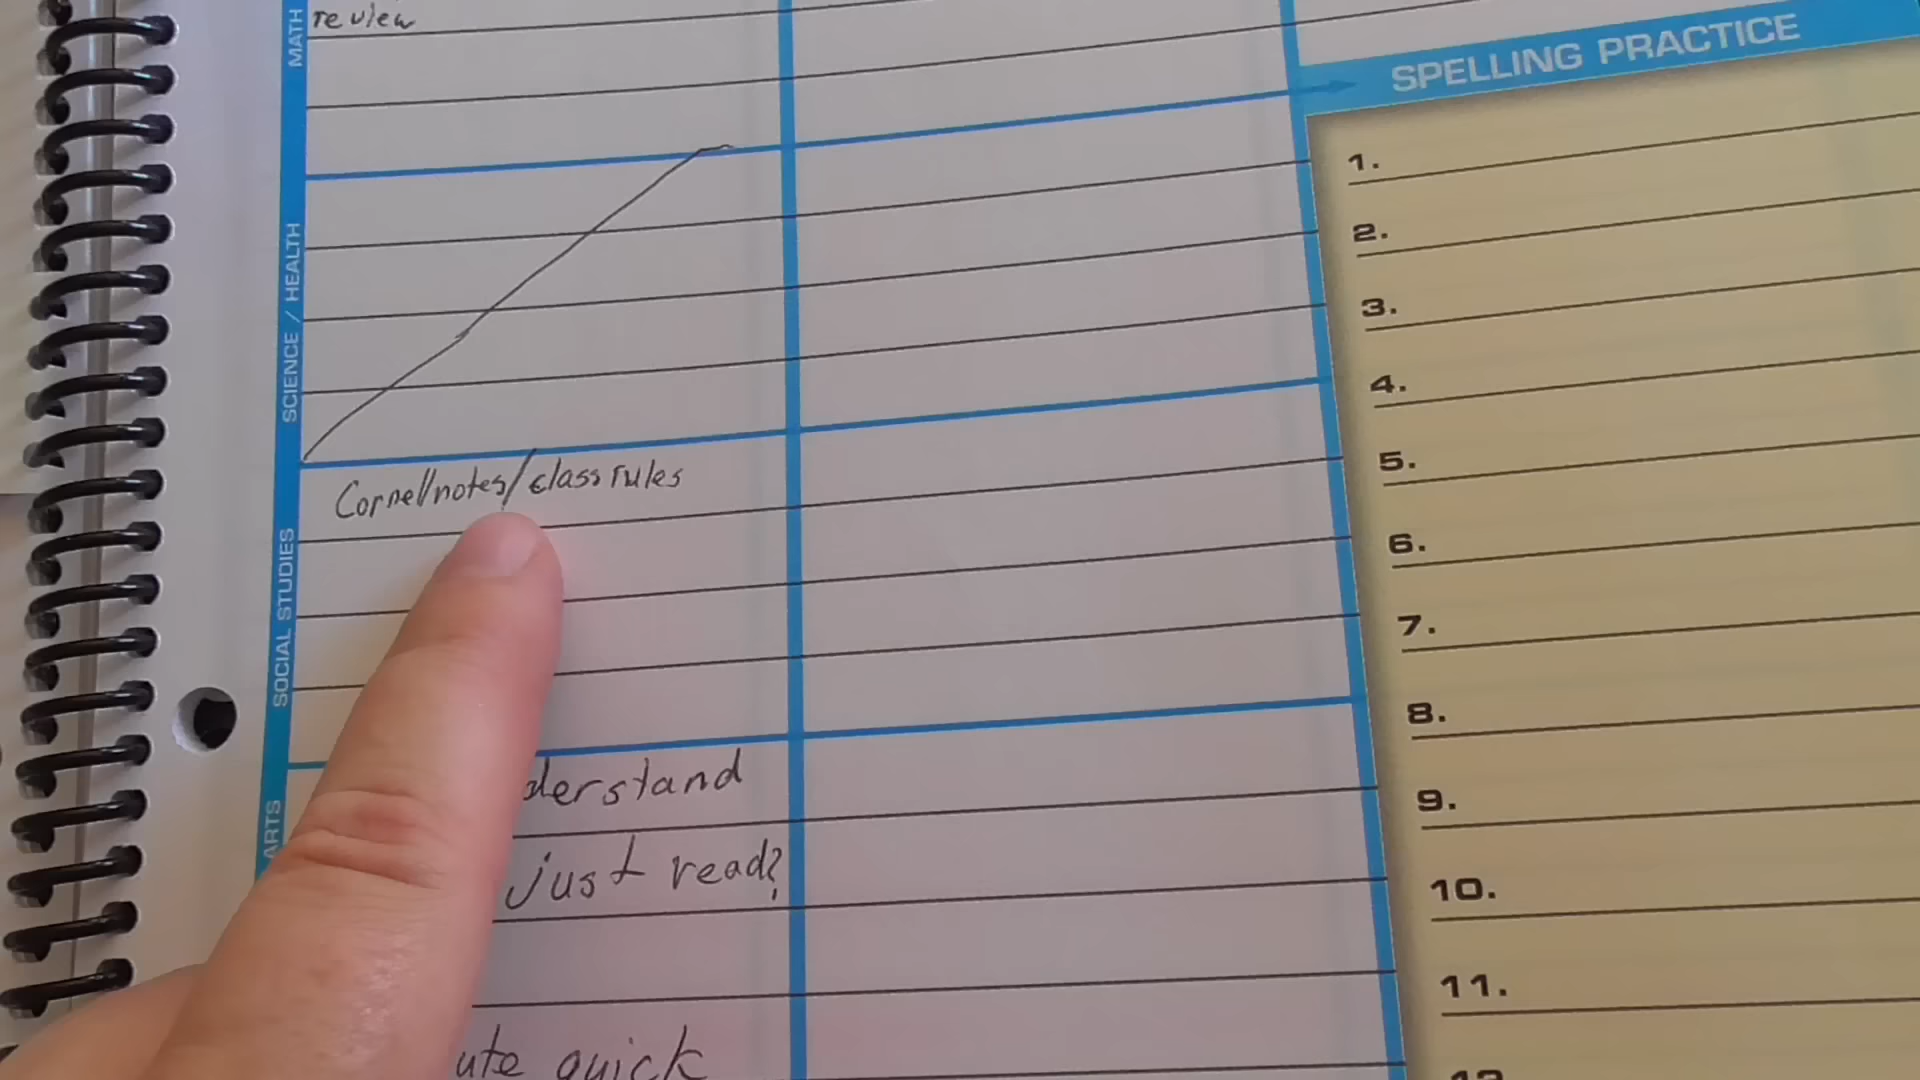 MATH
review
SPELLING PRACTICE
SCIENCE / HEALTH
1.
2.
3.
4.
Cornell notes/class rules
5.
SOCIAL STUDIES
6.
7.
8.
derstand
ARTS
9.
just read?
10.
11.
ute quick
12